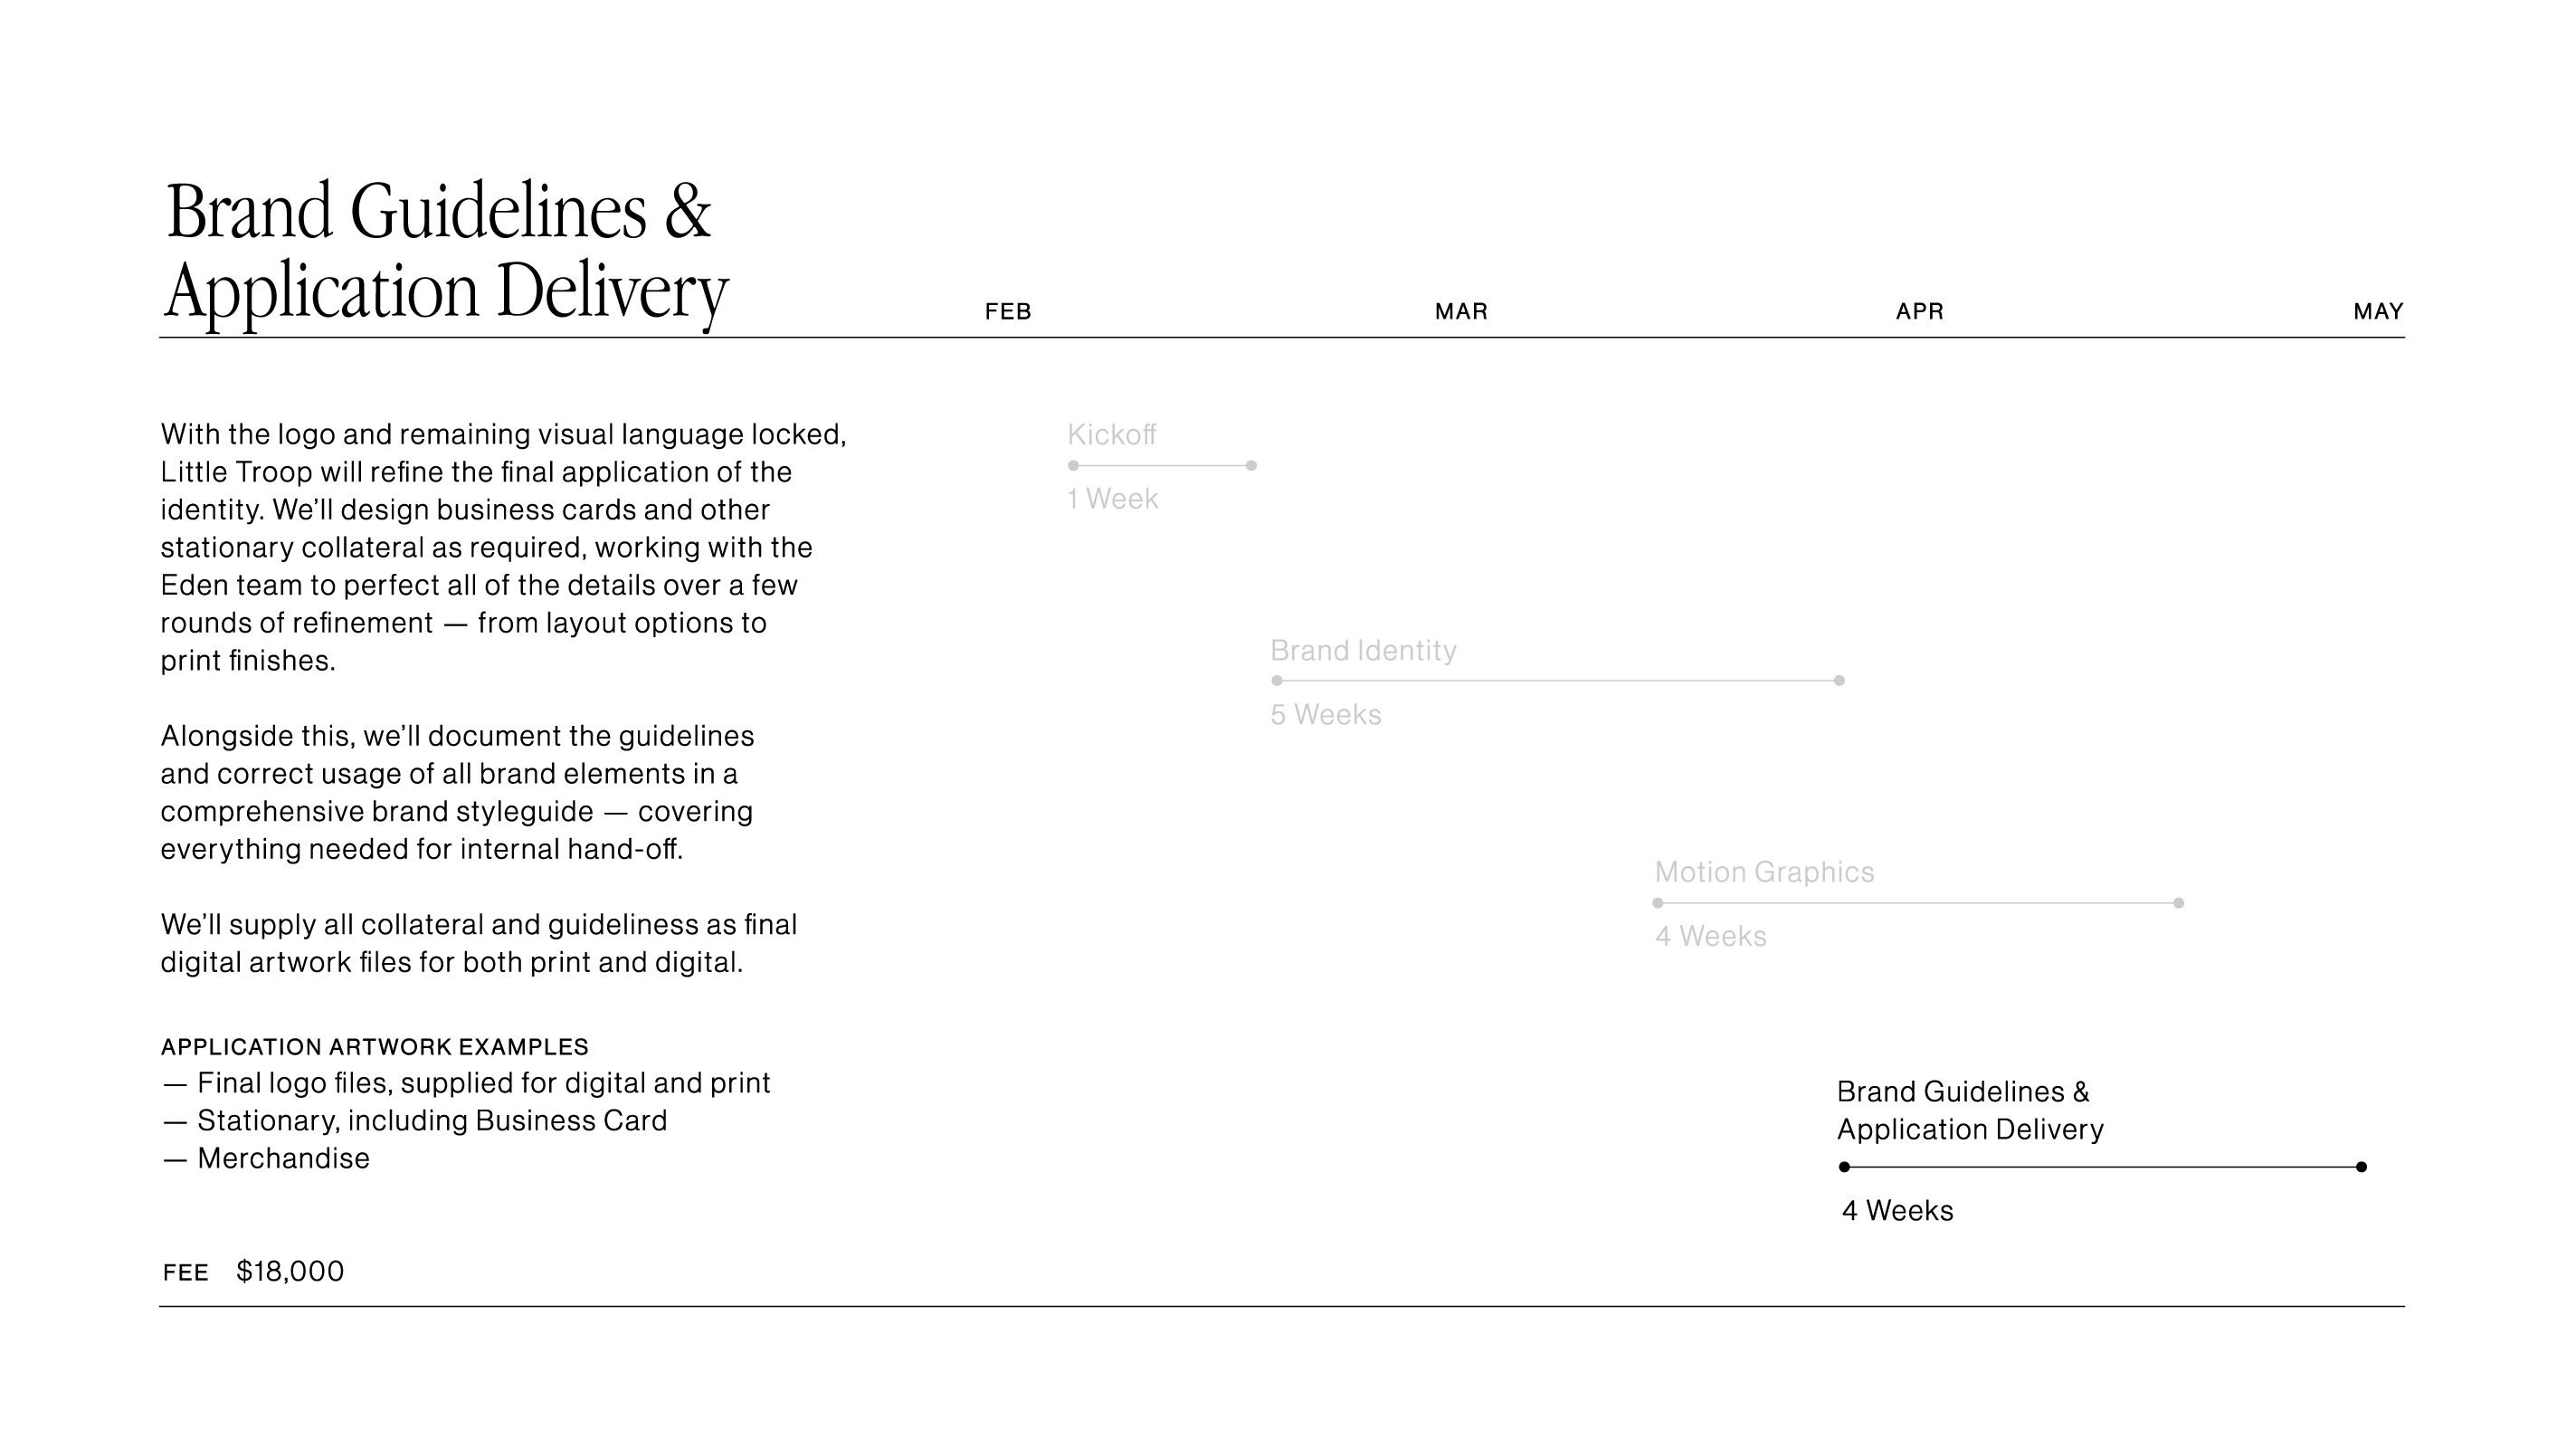 Brand Guidelines &
Application Delivery
FEB
MAR
APR
MAY
With the logo and remaining visual language locked,
Little Troop will refine the final application of the
identity. We’ll design business cards and other
stationary collateral as required, working with the
Eden team to perfect all of the details over a few
rounds of refinement — from layout options to
print finishes.
Alongside this, we’ll document the guidelines
and correct usage of all brand elements in a
comprehensive brand styleguide — covering
everything needed for internal hand-off.
We’ll supply all collateral and guideliness as final
digital artwork files for both print and digital.
APPLICATION ARTWORK EXAMPLES
— Final logo files, supplied for digital and print
— Stationary, including Business Card
— Merchandise
FEE $18,000
Kickoff
1 Week
Brand Identity
5 Weeks
Motion Graphics
4 Weeks
Brand Guidelines &
Application Delivery
4 Weeks